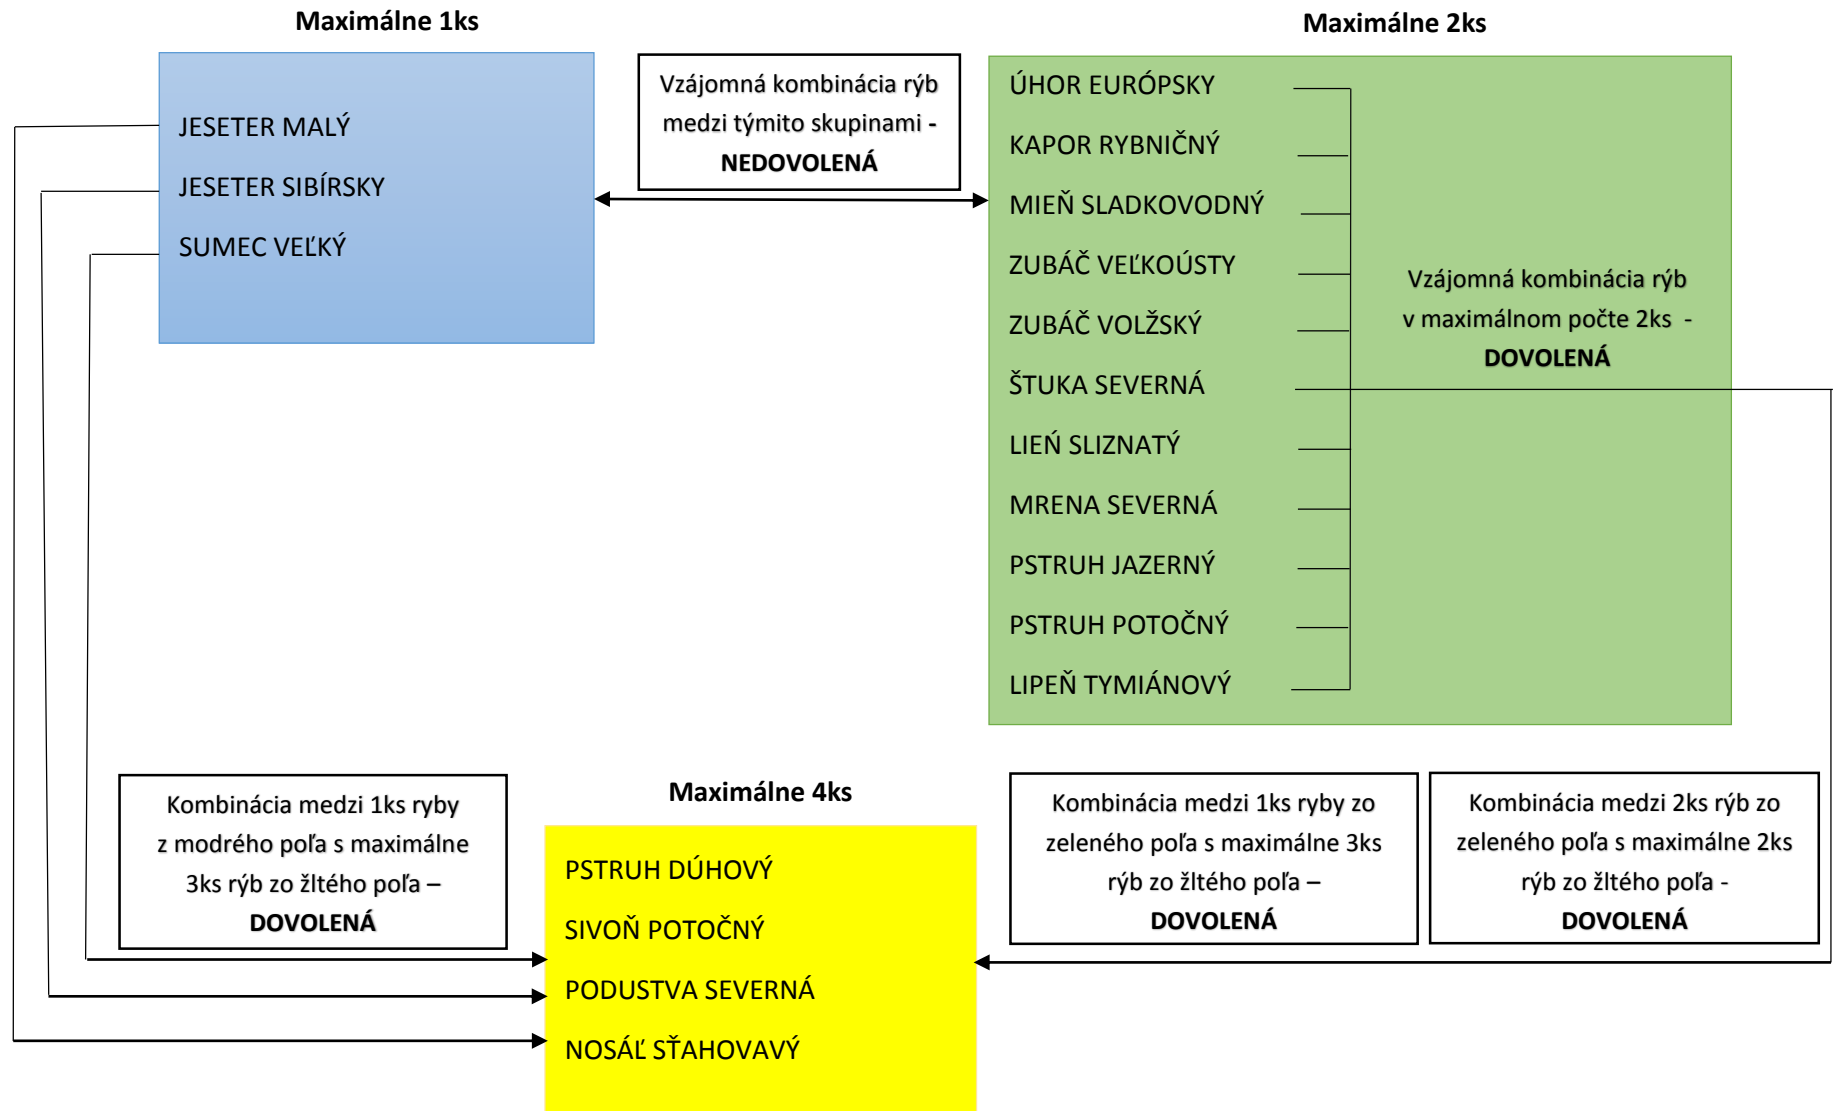 Maximálne 1ks
Maximálne 2ks
JESETER MALÝ
JESETER SIBÍRSKY
SUMEC VEĽKÝ
Vzájomná kombinácia rýb
medzi týmito skupinami -
NEDOVOLENÁ
ÚHOR EURÓPSKY
KAPOR RYBNIČNÝ
MIEŇ SLADKOVODNÝ
ZUBÁČ VEĽKOÚSTY
ZUBÁČ VOLŽSKÝ
ŠTUKA SEVERNÁ
LIEŃ SLIZNATÝ
MRENA SEVERNÁ
PSTRUH JAZERNÝ
PSTRUH POTOČNÝ
LIPEŇ TYMIÁNOVÝ
Vzájomná kombinácia rýb
v maximálnom počte 2ks -
DOVOLENÁ
Kombinácia medzi 1ks ryby
z modrého poľa s maximálne
3ks rýb zo žltého poľa –
DOVOLENÁ
Maximálne 4ks
PSTRUH DÚHOVÝ
SIVOŇ POTOČNÝ
PODUSTVA SEVERNÁ
NOSÁĽ SŤAHOVAVÝ
Kombinácia medzi 1ks ryby zo
zeleného poľa s maximálne 3ks
rýb zo žltého poľa –
DOVOLENÁ
Kombinácia medzi 2ks rýb zo
zeleného poľa s maximálne 2ks
rýb zo žltého poľa -
DOVOLENÁ